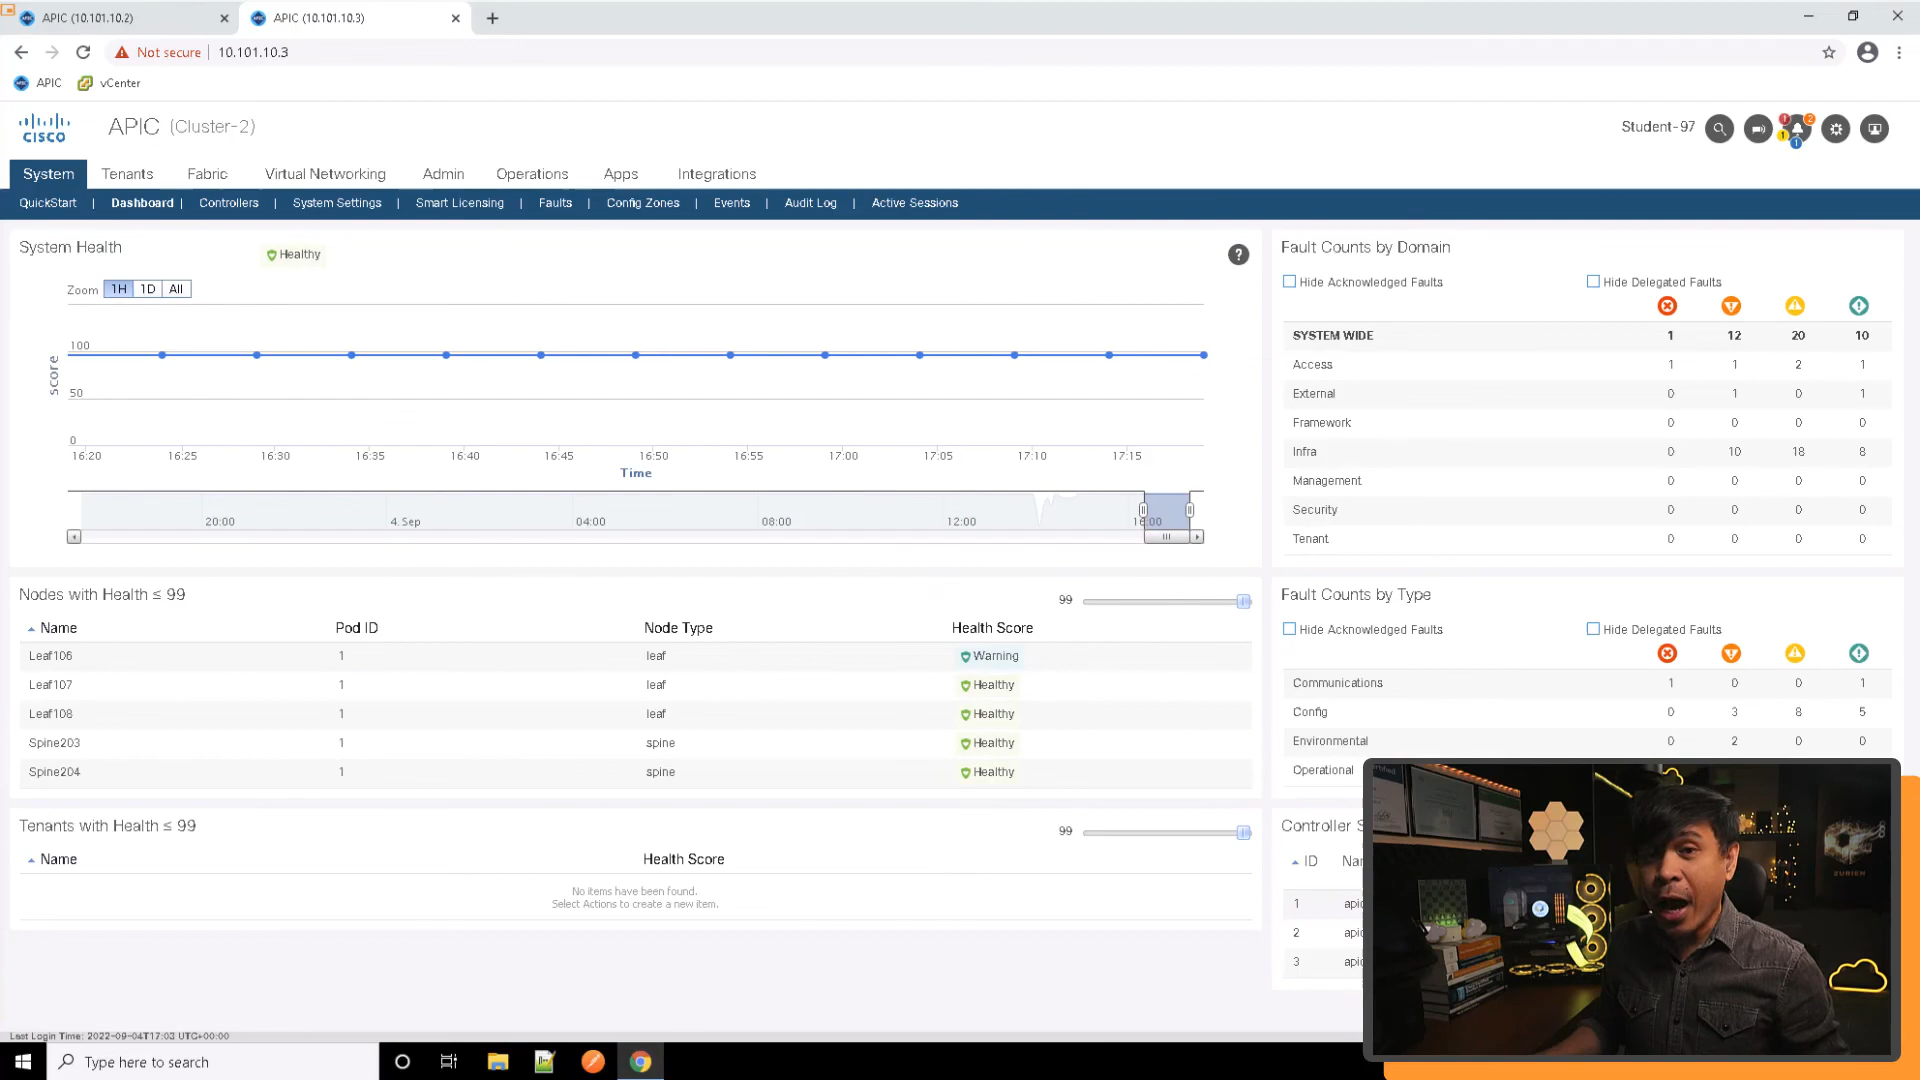 APIC (10.101.10.2)
APIC (10.101.10.3)
Not secure
10.101.10.3
APIC
vCenter
CISCO
APIC (Cluster-2)
Student-97
1
2
1
1
System
Tenants
Fabric
Virtual Networking
Admin
Operations
Apps
Integrations
QuickStart | Dashboard | Controllers | System Settings | Smart Licensing | Faults | Config Zones | Events | Audit Log | Active Sessions
System Health
Healthy
Zoom 1H 1D All
100
score
50
0
16:20 16:25 16:30 16:35 16:40 16:45 16:50 16:55 17:00 17:05 17:10 17:15
Time
20:00 4. Sep 04:00 08:00 12:00 16:00
Nodes with Health ≤ 99
99
Name Pod ID Node Type Health Score
Leaf106 1 leaf Warning
Leaf107 1 leaf Healthy
Leaf108 1 leaf Healthy
Spine203 1 spine Healthy
Spine204 1 spine Healthy
Tenants with Health ≤ 99
99
Name Health Score
No items have been found.
Select Actions to create a new item.
Fault Counts by Domain
Hide Acknowledged Faults Hide Delegated Faults
SYSTEM WIDE 1 12 20 10
Access 1 1 2 1
External 0 1 0 1
Framework 0 0 0 0
Infra 0 10 18 8
Management 0 0 0 0
Security 0 0 0 0
Tenant 0 0 0 0
Fault Counts by Type
Hide Acknowledged Faults Hide Delegated Faults
Communications 1 0 0 1
Config 0 3 8 5
Environmental 0 2 0 0
Operational
Controller S
ID Nar
1 apic
2 apic
3 apic
Last Login Time: 2022-09-04T17:03 UTC+00:00
Type here to search